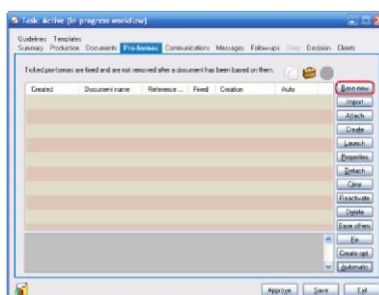 Task: Active (In progress workflow)
Guidelines Templates
Summary Production Documents Pro-formas Communications Messages Follow-ups Decision Clients
Ticked pro-formas are fixed and are not removed after a document has been based on them.
Created Document name Reference ... Fixed Creation Auto
Base new
Import
Attach
Create
Launch
Properties
Detach
Clear
Reactivate
Delete
Base others
Fix
Create opt.
Automatic
Approve Save Exit